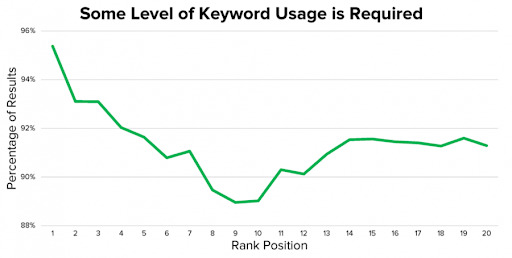 Some Level of Keyword Usage is Required
Percentage of Results
96%
94%
92%
90%
88%
1 2 3 4 5 6 7 8 9 10 11 12 13 14 15 16 17 18 19 20
Rank Position